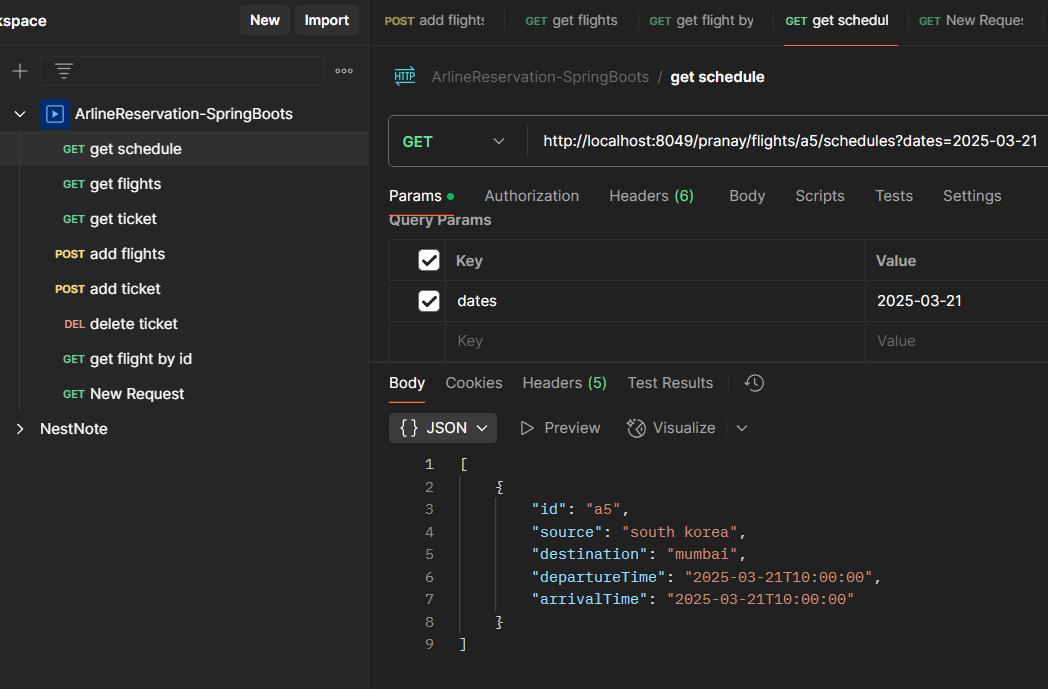 kspace
New
Import
POST add flights
GET get flights
GET get flight by
GET get schedul
GET New Reques
ArlineReservation-SpringBoots
GET get schedule
GET get flights
GET get ticket
POST add flights
POST add ticket
DEL delete ticket
GET get flight by id
GET New Request
NestNote
HTTP ArlineReservation-SpringBoots / get schedule
GET http://localhost:8049/pranay/flights/a5/schedules?dates=2025-03-21
Params Authorization Headers (6) Body Scripts Tests Settings
Query Params
Key Value
dates 2025-03-21
Key Value
Body Cookies Headers (5) Test Results
{} JSON Preview Visualize
1 [
2 {
3 "id": "a5",
4 "source": "south korea",
5 "destination": "mumbai",
6 "departureTime": "2025-03-21T10:00:00",
7 "arrivalTime": "2025-03-21T10:00:00"
8 }
9 ]